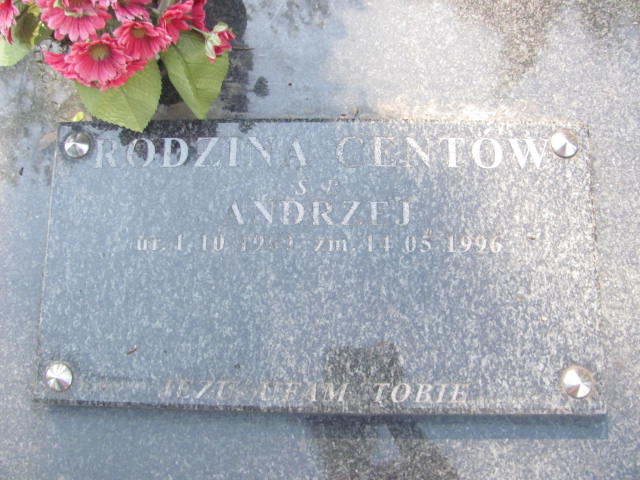 RODZINA CENTÓW
Ś.P.
ANDRZEJ
ur. 1.10. zm. 14.05.1996
JEZU UFAM TOBIE